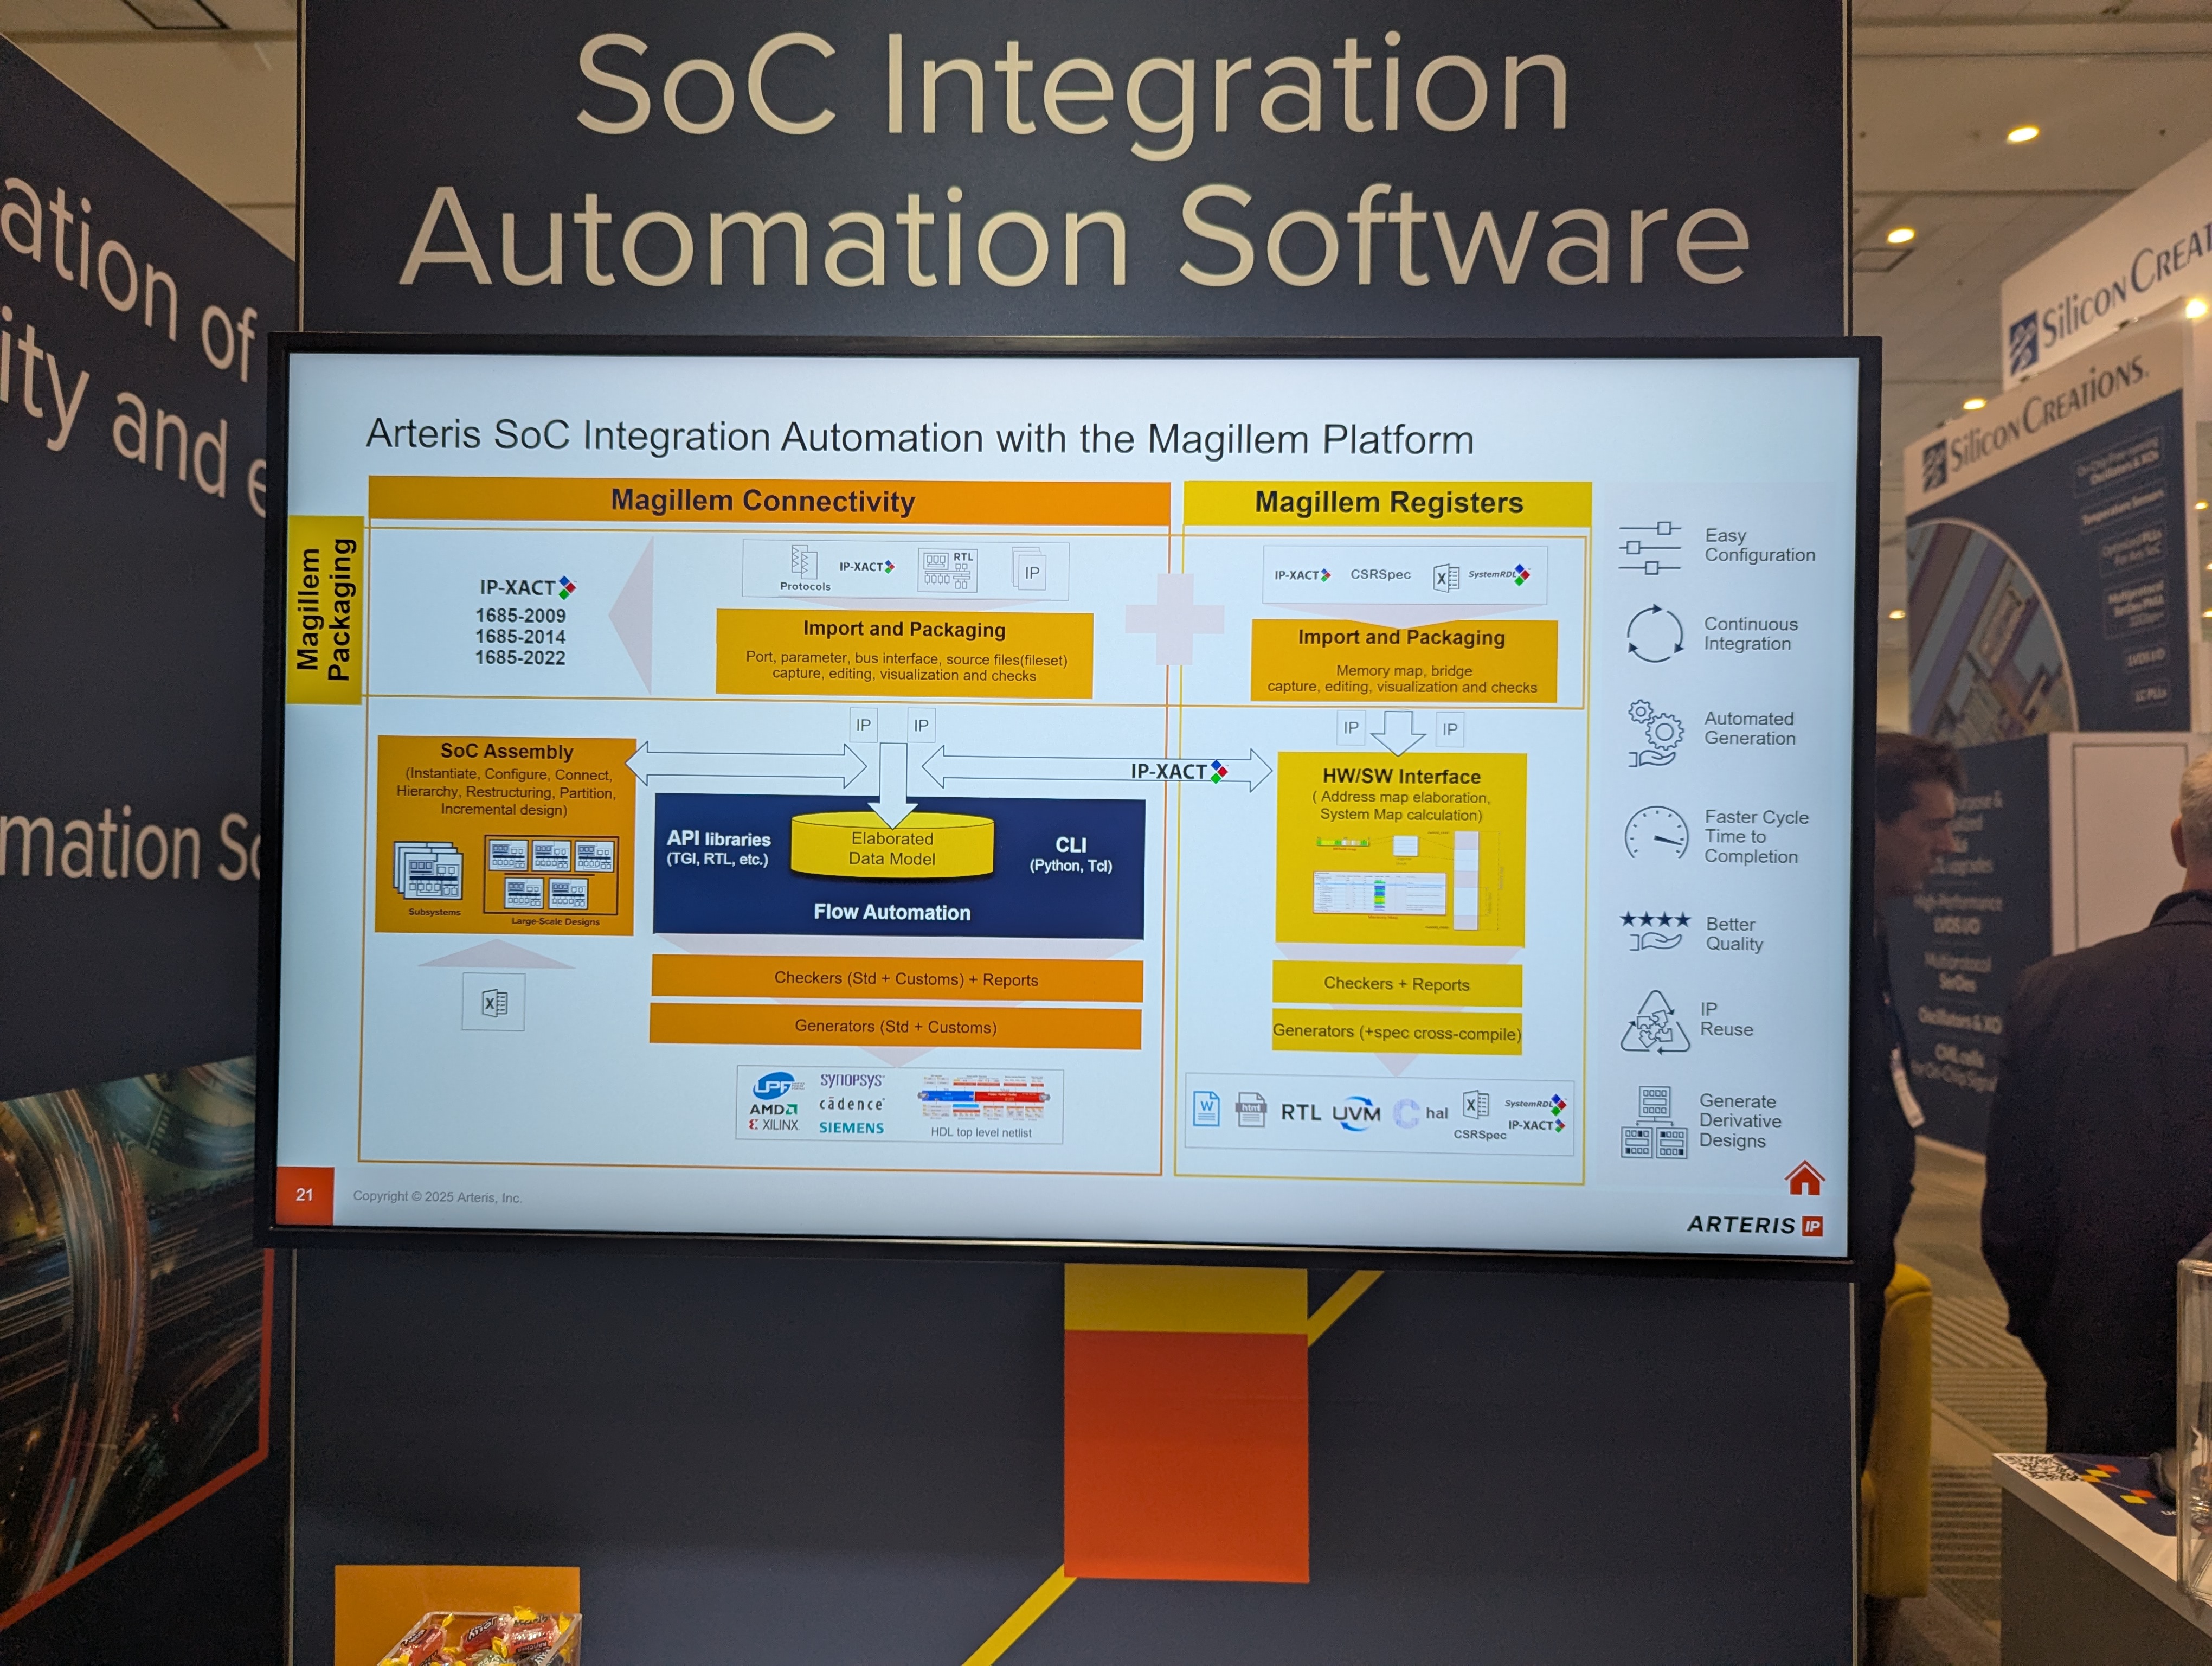 SoC Integration
Automation Software
ation of
ity and e
mation So
Silicon Creat
Silicon Creations.
Arteris SoC Integration Automation with the Magillem Platform
Magillem Connectivity
Magillem Registers
Magillem
Packaging
IP-XACT
1685-2009
1685-2014
1685-2022
Protocols
IP-XACT
RTL
IP
Import and Packaging
Port, parameter, bus interface, source files(fileset)
capture, editing, visualization and checks
IP-XACT
CSRSpec
SystemRDL
Import and Packaging
Memory map, bridge
capture, editing, visualization and checks
IP
IP
IP
IP
SoC Assembly
(Instantiate, Configure, Connect,
Hierarchy, Restructuring, Partition,
Incremental design)
Subsystems
Large-Scale Designs
IP-XACT
API libraries
(TGI, RTL, etc.)
Elaborated
Data Model
CLI
(Python, Tcl)
Flow Automation
HW/SW Interface
( Address map elaboration,
System Map calculation)
Checkers (Std + Customs) + Reports
Generators (Std + Customs)
Checkers + Reports
Generators (+spec cross-compile)
UPF
SYNOPSYS
AMD
cādence
XILINX
SIEMENS
HDL top level netlist
W
html
RTL
UVM
C hal
X
CSRSpec
SystemRDL
IP-XACT
Easy
Configuration
Continuous
Integration
Automated
Generation
Faster Cycle
Time to
Completion
Better
Quality
IP
Reuse
Generate
Derivative
Designs
21
Copyright © 2025 Arteris, Inc.
ARTERIS IP